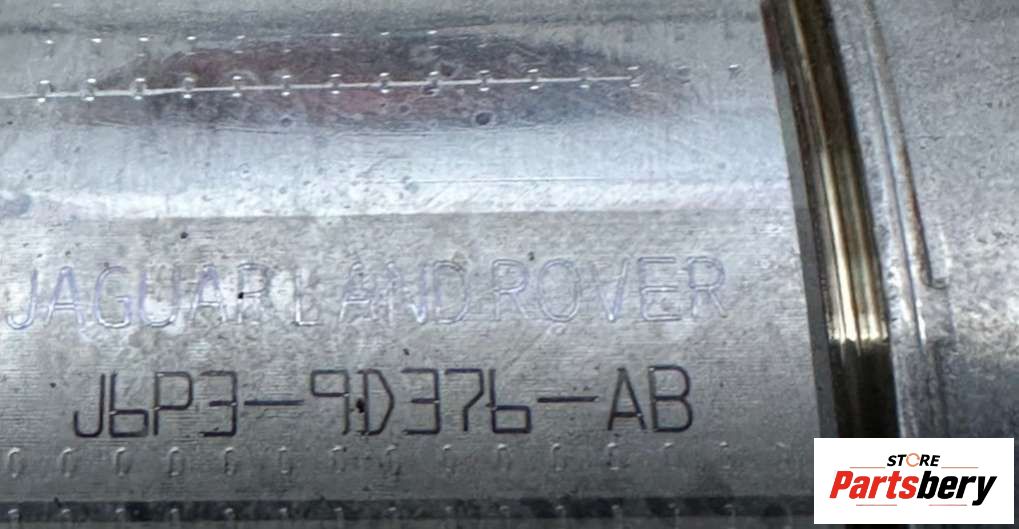 JAGUAR LAND ROVER
J6P3-9D376-AB
STORE
Partsbery